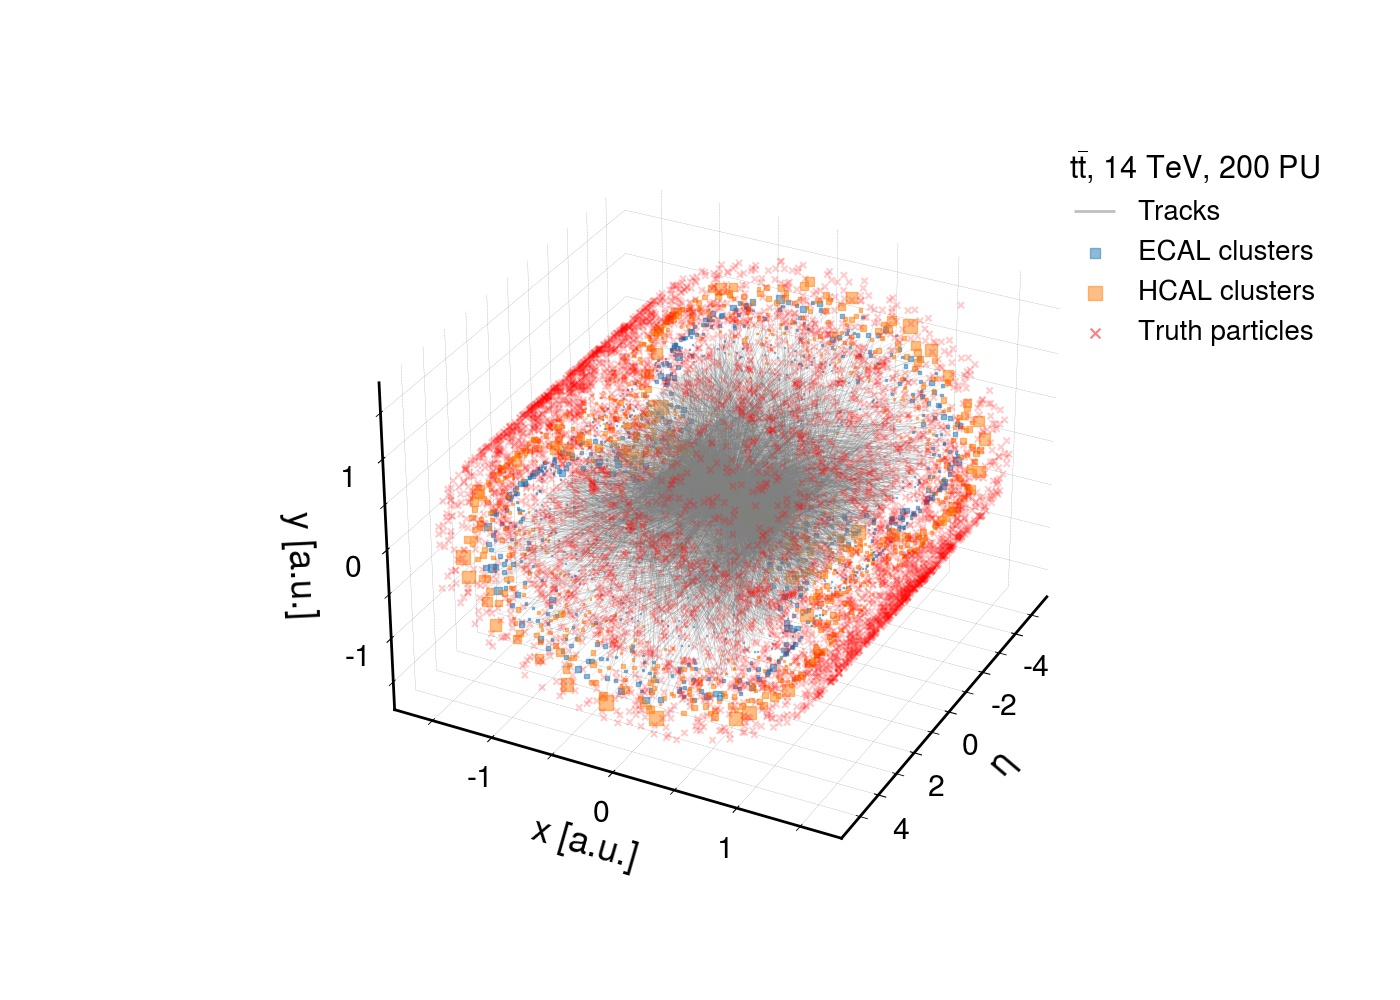 tt̄, 14 TeV, 200 PU
Tracks
ECAL clusters
HCAL clusters
Truth particles
1
0
-1
y [a.u.]
-1
0
1
x [a.u.]
-4
-2
0
2
4
η